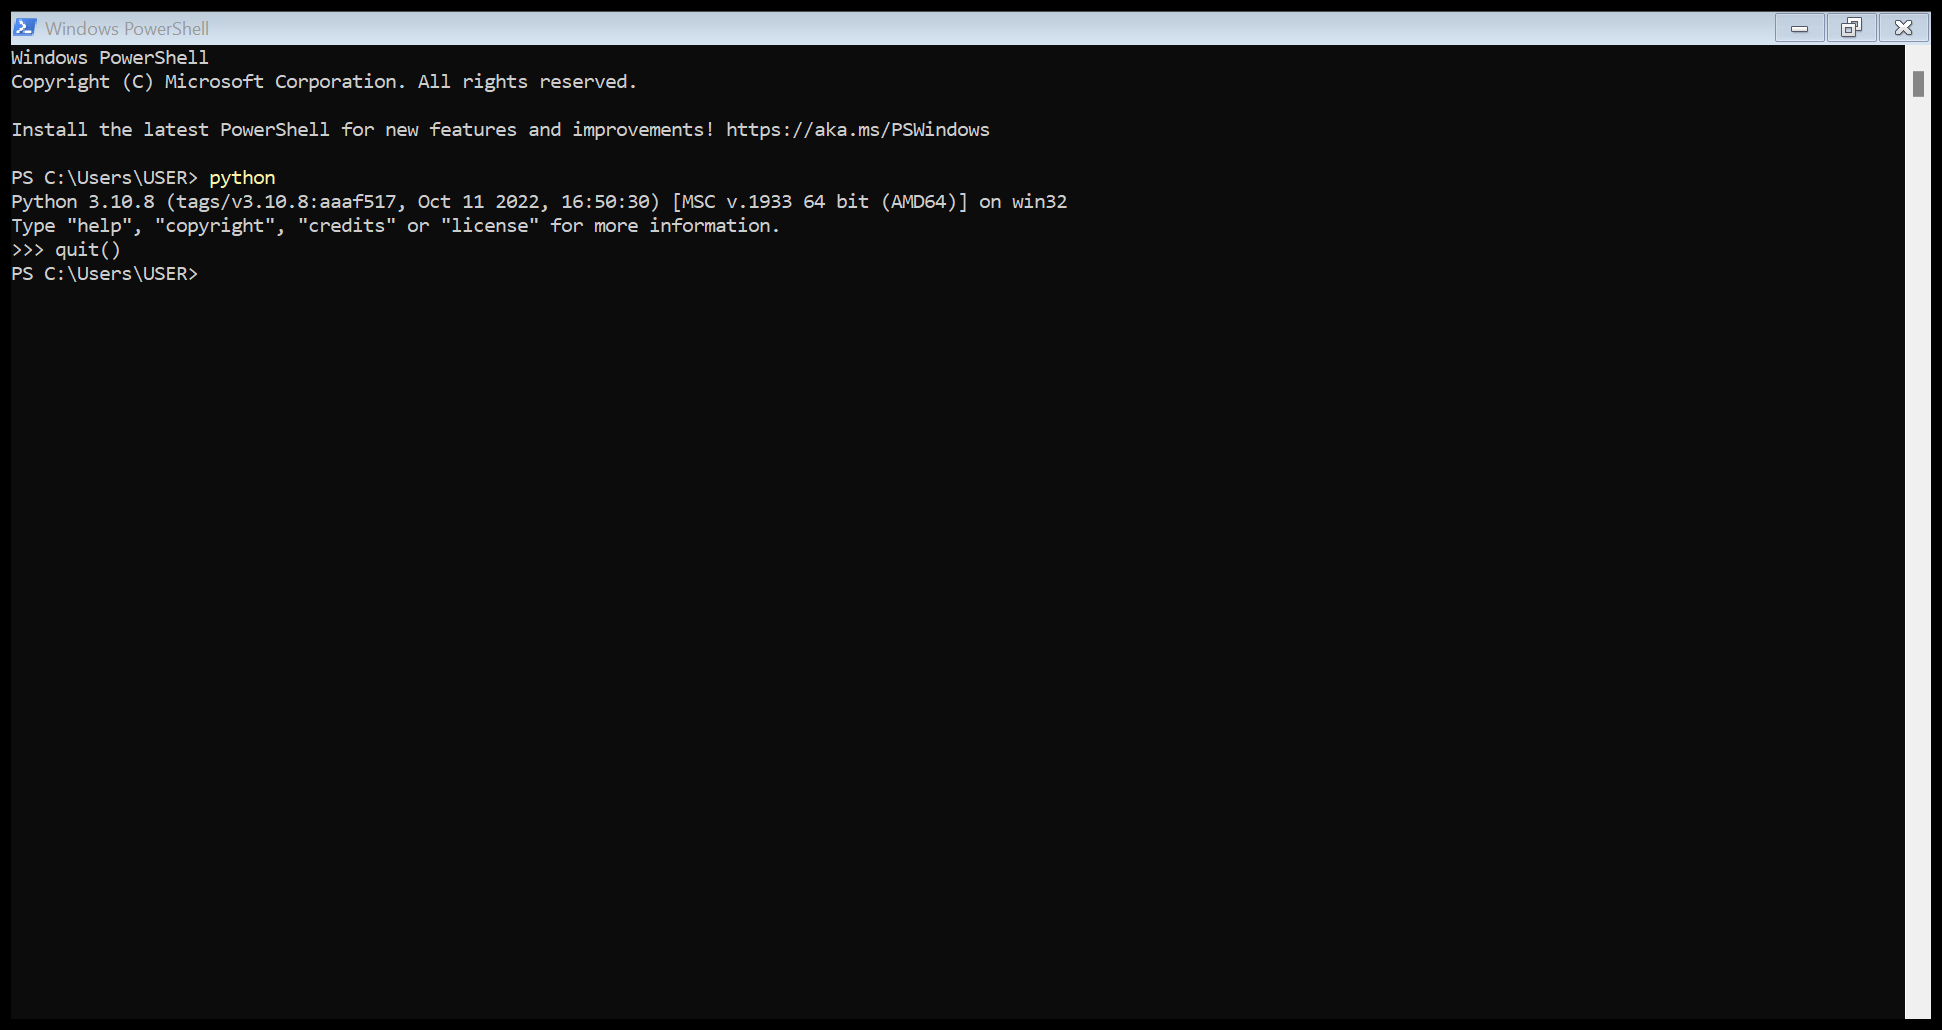 Windows PowerShell
Windows PowerShell
Copyright (C) Microsoft Corporation. All rights reserved.
Install the latest PowerShell for new features and improvements! https://aka.ms/PSWindows
PS C:\Users\USER> python
Python 3.10.8 (tags/v3.10.8:aaaf517, Oct 11 2022, 16:50:30) [MSC v.1933 64 bit (AMD64)] on win32
Type "help", "copyright", "credits" or "license" for more information.
>>> quit()
PS C:\Users\USER>